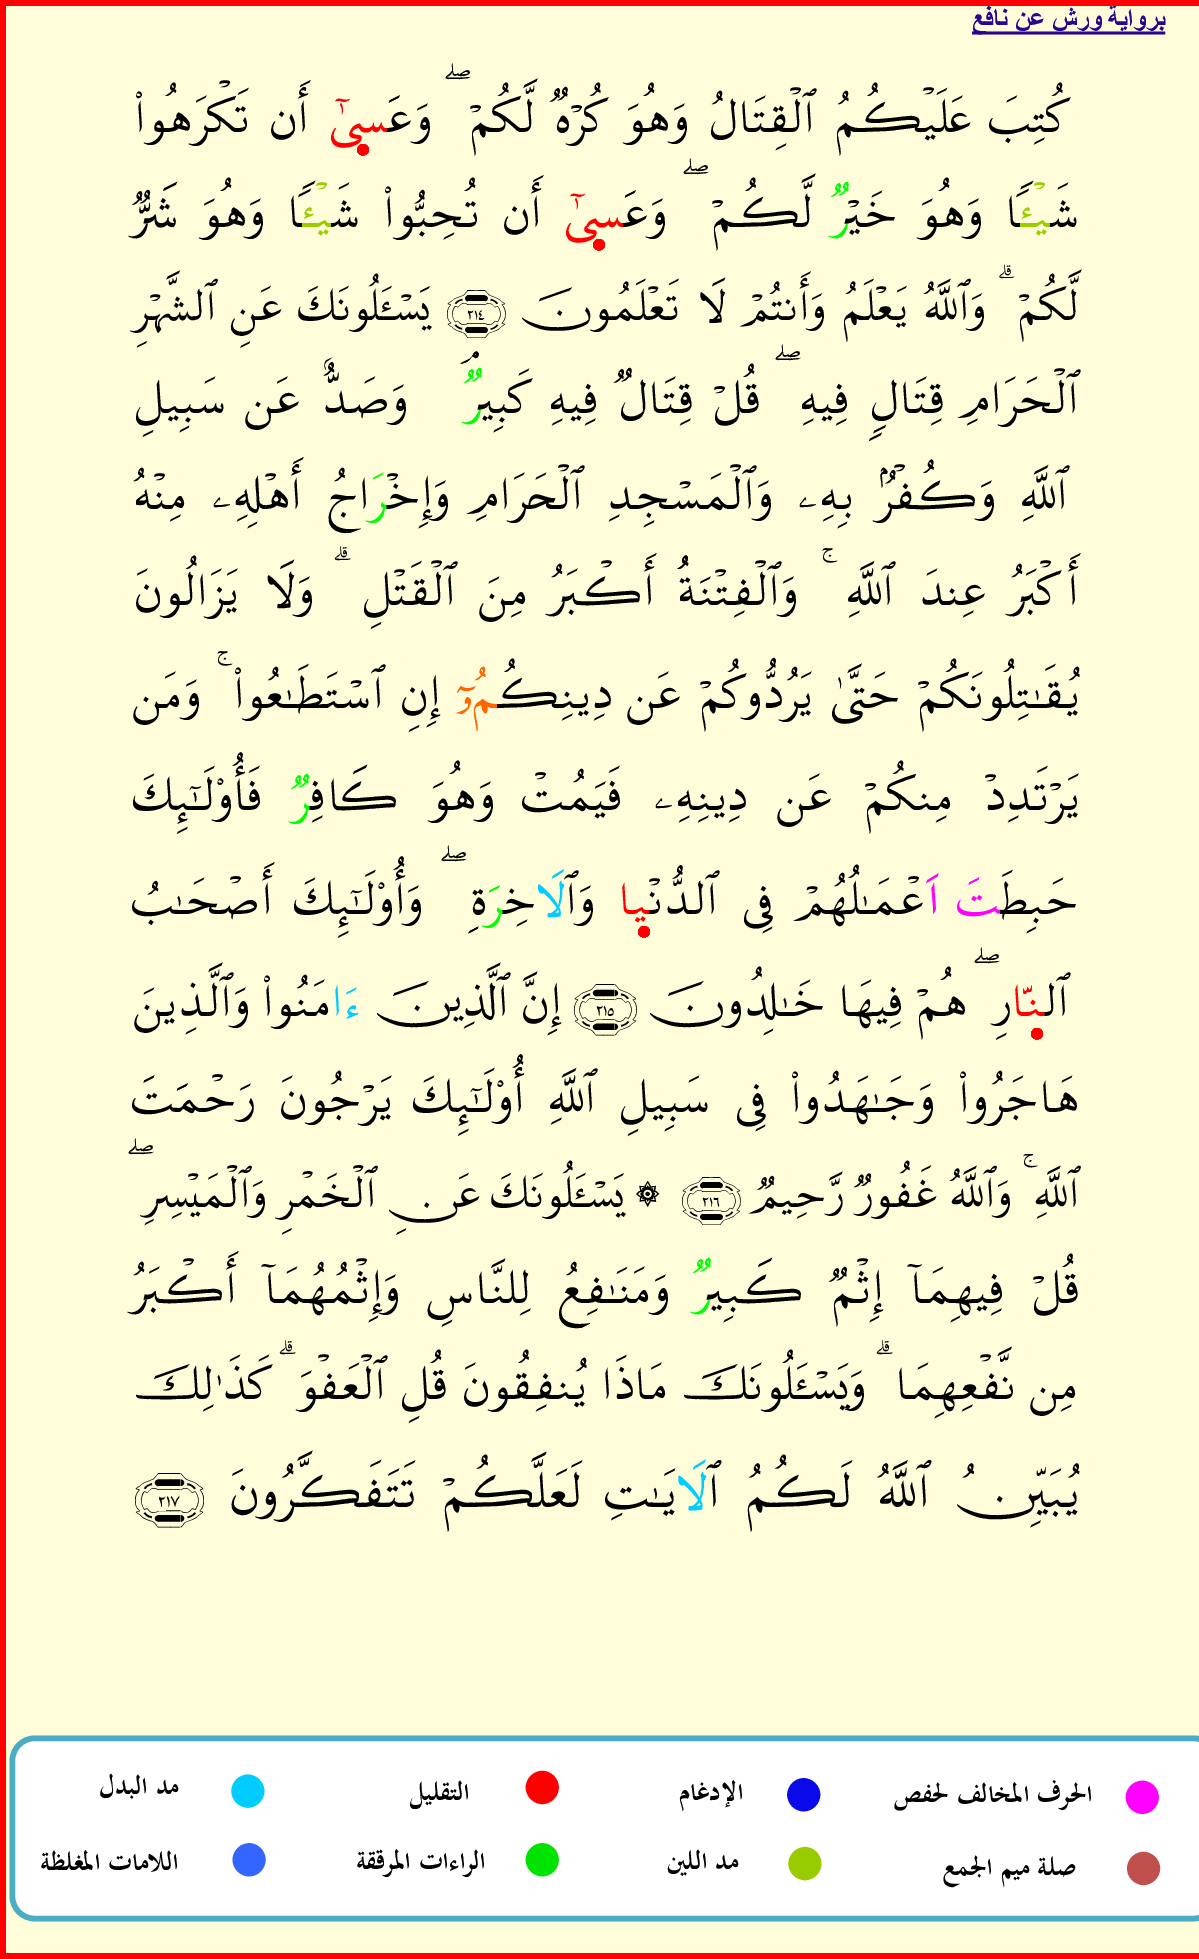 برواية ورش عن نافع
كُتِبَ عَلَيْكُمُ ٱلْقِتَالُ وَهُوَ كُرْهٌ لَّكُمْ ۖ وَعَسِىٰٓ أَن تَكْرَهُوا۟
شَيْـًٔا وَهُوَ خَيْرٌ لَّكُمْ ۖ وَعَسِىٰٓ أَن تُحِبُّوا۟ شَيْـًٔا وَهُوَ شَرٌّ
لَّكُمْ ۗ وَٱللَّهُ يَعْلَمُ وَأَنتُمْ لَا تَعْلَمُونَ ٢١٤ يَسْـَٔلُونَكَ عَنِ ٱلشَّهْرِ
ٱلْحَرَامِ قِتَالٍ فِيهِ ۖ قُلْ قِتَالٌ فِيهِ كَبِيرٌ ۘ وَصَدٌّ عَن سَبِيلِ
ٱللَّهِ وَكُفْرٌۢ بِهِۦ وَٱلْمَسْجِدِ ٱلْحَرَامِ وَإِخْرَاجُ أَهْلِهِۦ مِنْهُ
أَكْبَرُ عِندَ ٱللَّهِ ۚ وَٱلْفِتْنَةُ أَكْبَرُ مِنَ ٱلْقَتْلِ ۗ وَلَا يَزَالُونَ
يُقَـٰتِلُونَكُمْ حَتَّىٰ يَرُدُّوكُمْ عَن دِينِكُمُۥٓ إِنِ ٱسْتَطَـٰعُوا۟ ۚ وَمَن
يَرْتَدِدْ مِنكُمْ عَن دِينِهِۦ فَيَمُتْ وَهُوَ كَافِرٌ فَأُو۟لَـٰٓئِكَ
حَبِطَتَ اَعْمَـٰلُهُمْ فِى ٱلدُّنْيا وَٱلَاخِرَةِ ۖ وَأُو۟لَـٰٓئِكَ أَصْحَـٰبُ
ٱلنّارِ ۖ هُمْ فِيهَا خَـٰلِدُونَ ٢١٥ إِنَّ ٱلَّذِينَ ءَامَنُوا۟ وَٱلَّذِينَ
هَاجَرُوا۟ وَجَـٰهَدُوا۟ فِى سَبِيلِ ٱللَّهِ أُو۟لَـٰٓئِكَ يَرْجُونَ رَحْمَتَ
ٱللَّهِ ۚ وَٱللَّهُ غَفُورٌ رَّحِيمٌ ٢١٦ ۞ يَسْـَٔلُونَكَ عَنِ ٱلْخَمْرِ وَٱلْمَيْسِرِ ۖ
قُلْ فِيهِمَآ إِثْمٌ كَبِيرٌ وَمَنَـٰفِعُ لِلنَّاسِ وَإِثْمُهُمَآ أَكْبَرُ
مِن نَّفْعِهِمَا ۗ وَيَسْـَٔلُونَكَ مَاذَا يُنفِقُونَ قُلِ ٱلْعَفْوَ ۗ كَذَٰلِكَ
يُبَيِّنُ ٱللَّهُ لَكُمُ ٱلَايَـٰتِ لَعَلَّكُمْ تَتَفَكَّرُونَ ٢١٧
الحرف المخالف لحفص الإدغام التقليل مد البدل
صلة ميم الجمع مد اللين الراءات المرققة اللامات المغلظة